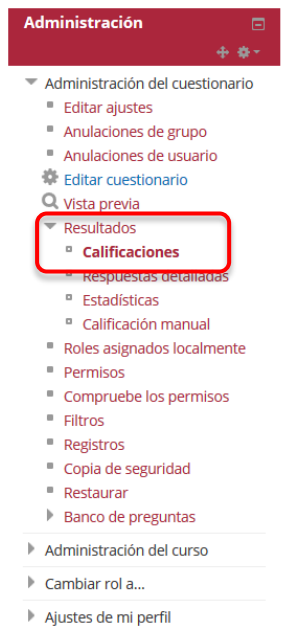 Administración
Administración del cuestionario
Editar ajustes
Anulaciones de grupo
Anulaciones de usuario
Editar cuestionario
Vista previa
Resultados
Calificaciones
Respuestas detalladas
Estadísticas
Calificación manual
Roles asignados localmente
Permisos
Compruebe los permisos
Filtros
Registros
Copia de seguridad
Restaurar
Banco de preguntas
Administración del curso
Cambiar rol a...
Ajustes de mi perfil